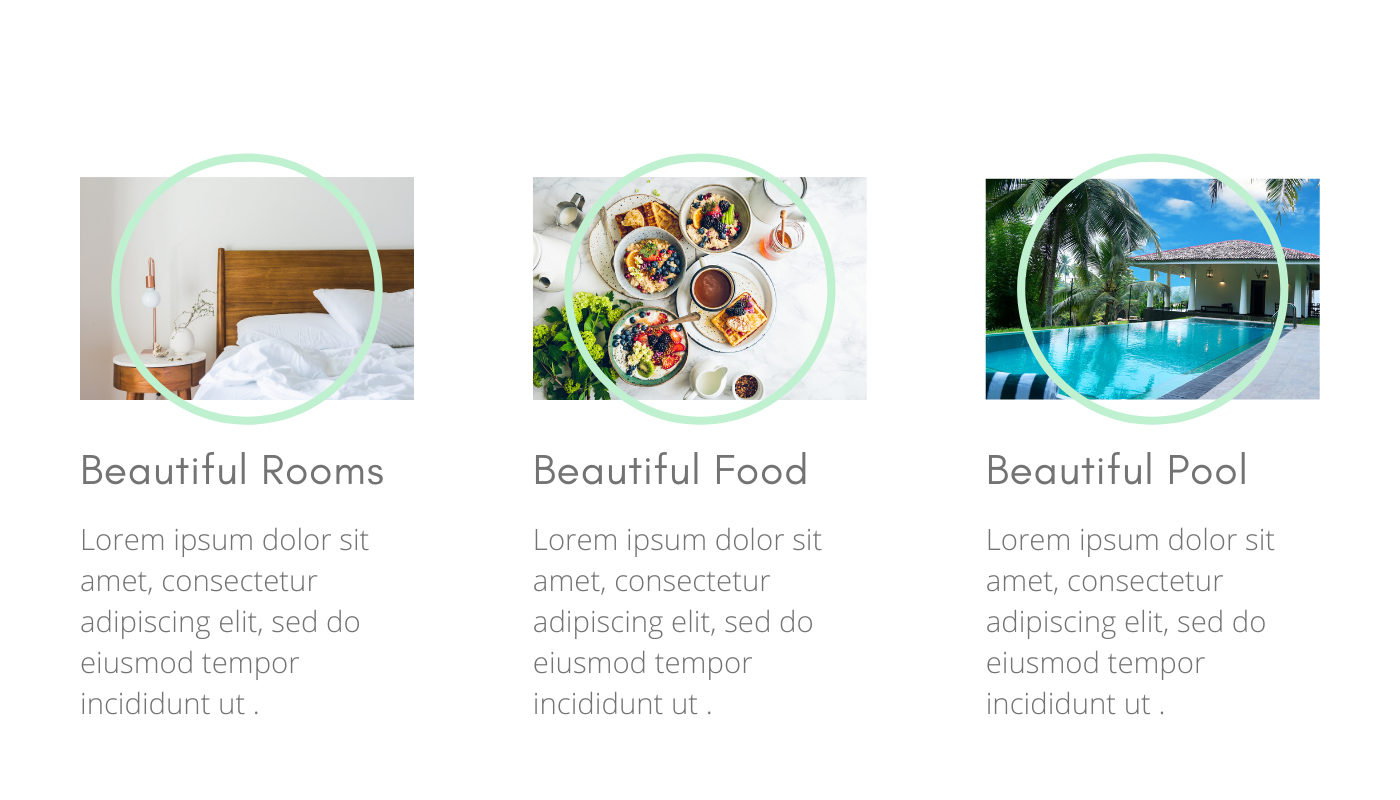 Beautiful Rooms
Lorem ipsum dolor sit
amet, consectetur
adipiscing elit, sed do
eiusmod tempor
incididunt ut .
Beautiful Food
Lorem ipsum dolor sit
amet, consectetur
adipiscing elit, sed do
eiusmod tempor
incididunt ut .
Beautiful Pool
Lorem ipsum dolor sit
amet, consectetur
adipiscing elit, sed do
eiusmod tempor
incididunt ut .